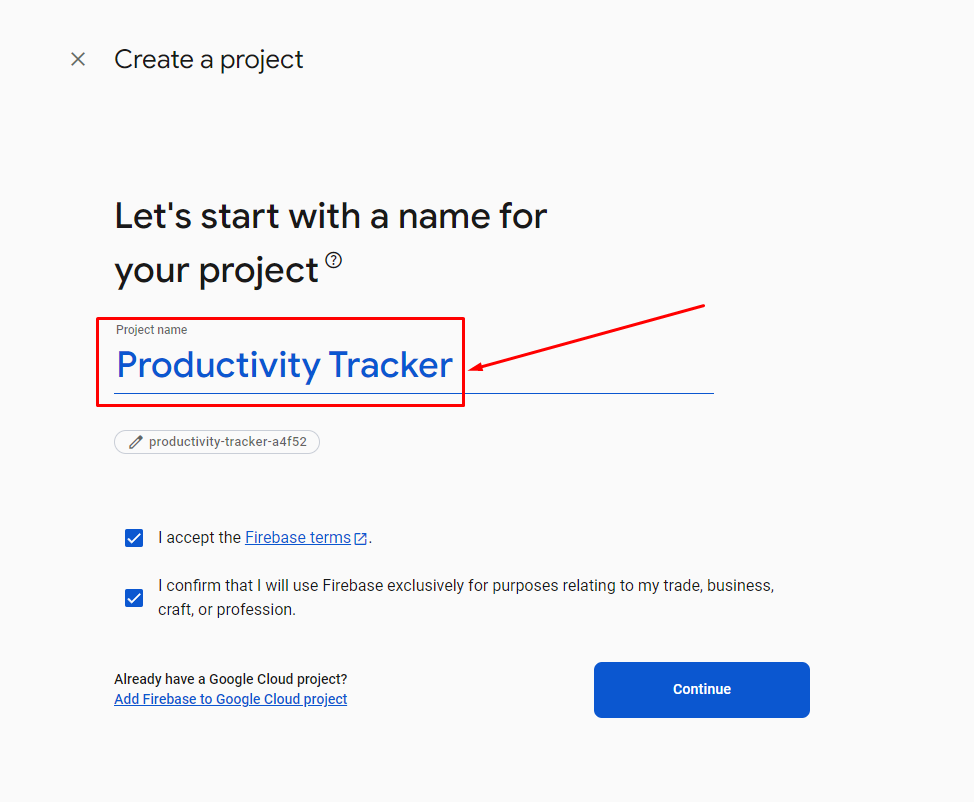 Create a project
Let's start with a name for
your project
Project name
Productivity Tracker
productivity-tracker-a4f52
I accept the Firebase terms.
I confirm that I will use Firebase exclusively for purposes relating to my trade, business,
craft, or profession.
Already have a Google Cloud project?
Add Firebase to Google Cloud project
Continue